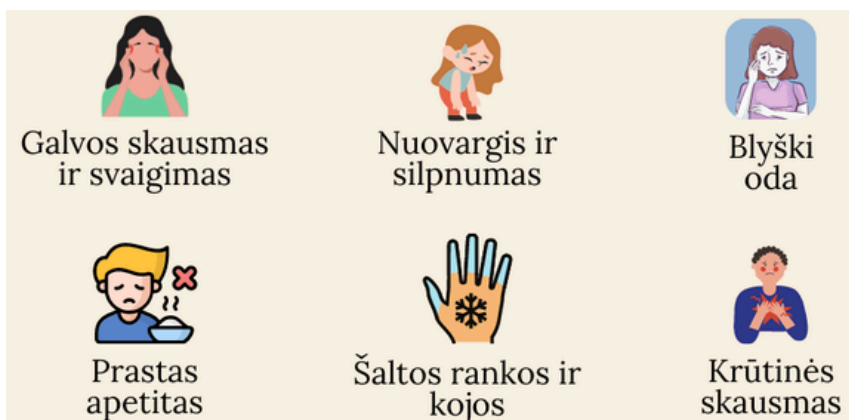 Galvos skausmas
ir svaigimas
Nuovargis ir
silpnumas
Blyški
oda
Prastas
apetitas
Šaltos rankos ir
kojos
Krūtinės
skausmas